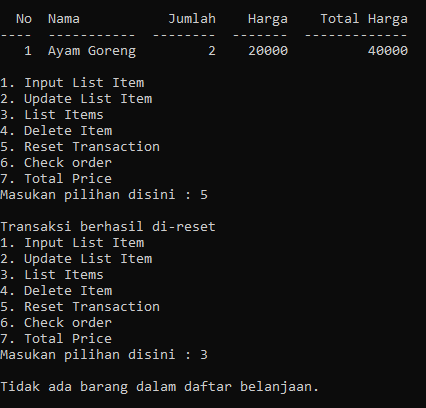 No  Nama           Jumlah    Harga    Total Harga
----  -----------  --------  -------  -------------
1  Ayam Goreng         2    20000          40000
1. Input List Item
2. Update List Item
3. List Items
4. Delete Item
5. Reset Transaction
6. Check order
7. Total Price
Masukan pilihan disini : 5
Transaksi berhasil di-reset
1. Input List Item
2. Update List Item
3. List Items
4. Delete Item
5. Reset Transaction
6. Check order
7. Total Price
Masukan pilihan disini : 3
Tidak ada barang dalam daftar belanjaan.